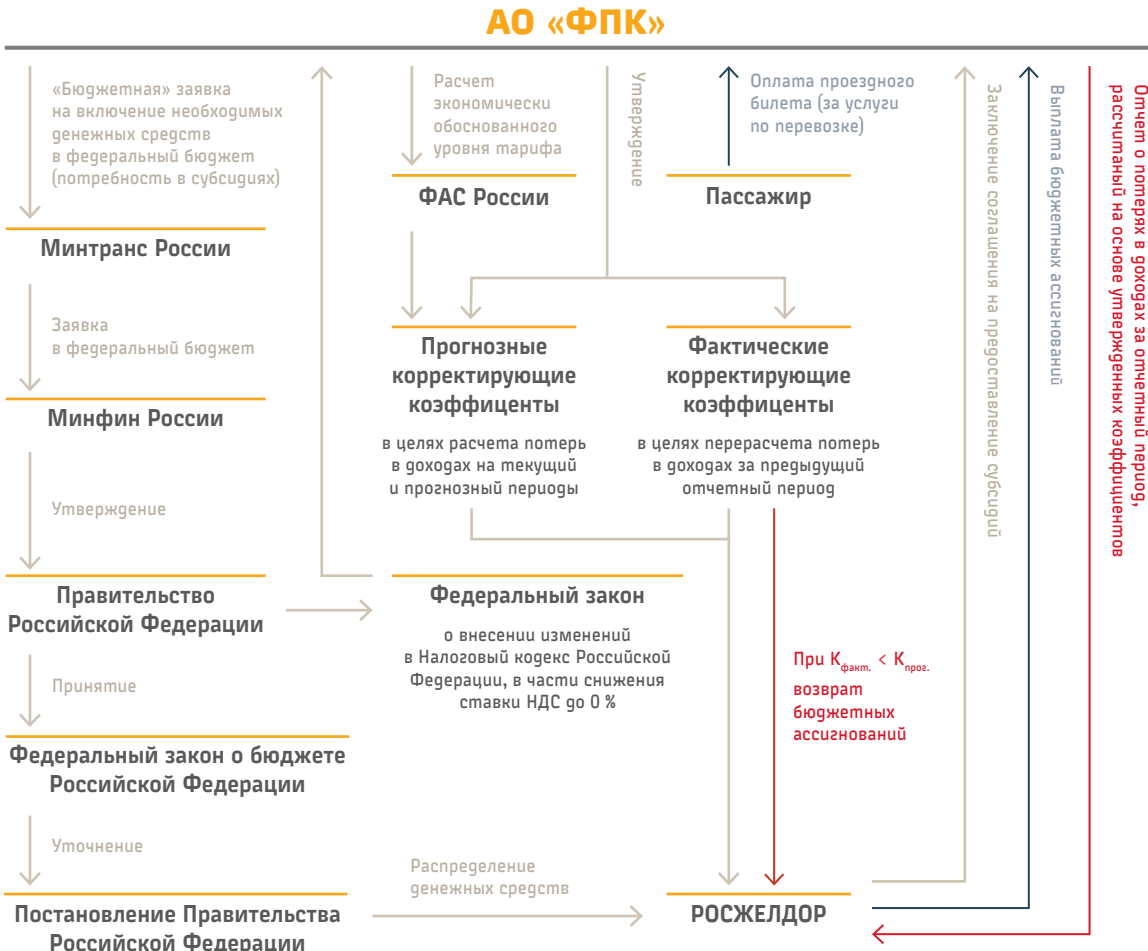 АО «ФПК»
«Бюджетная» заявка
на включение необходимых
денежных средств
в федеральный бюджет
(потребность в субсидиях)
Минтранс России
Заявка
в федеральный бюджет
Минфин России
Утверждение
Правительство
Российской Федерации
Принятие
Федеральный закон о бюджете
Российской Федерации
Уточнение
Постановление Правительства
Российской Федерации
Расчет
экономически
обоснованного
уровня тарифа
ФАС России
Утверждение
Оплата проездного
билета (за услуги
по перевозке)
Пассажир
Прогнозные
корректирующие
коэффиценты
в целях расчета потерь
в доходах на текущий
и прогнозный периоды
Фактические
корректирующие
коэффиценты
в целях перерасчета потерь
в доходах за предыдущий
отчетный период
Федеральный закон
о внесении изменений
в Налоговый кодекс Российской
Федерации, в части снижения
ставки НДС до 0 %
При Кфакт. < Кпрог.
возврат
бюджетных
ассигнований
Распределение
денежных средств
РОСЖЕЛДОР
Заключение соглашения на предоставление субсидий
Выплата бюджетных ассигнований
Отчет о потерях в доходах за отчетный период,
рассчитаный на основе утвержденных коэффициентов